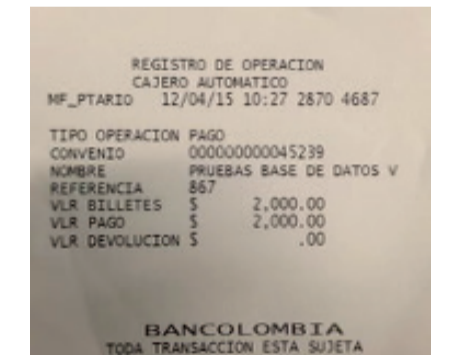 REGISTRO DE OPERACION
CAJERO AUTOMATICO
MF_PTARIO 12/04/15 10:27 2870 4687
TIPO OPERACION PAGO
CONVENIO 000000000045239
NOMBRE PRUEBAS BASE DE DATOS V
REFERENCIA 867
VLR BILLETES $ 2,000.00
VLR PAGO $ 2,000.00
VLR DEVOLUCION $ .00
BANCOLOMBIA
TODA TRANSACCION ESTA SUJETA